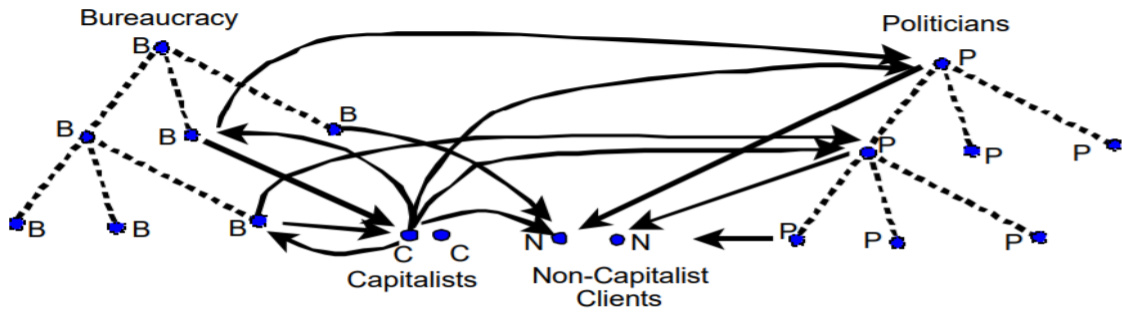 Bureaucracy
Politicians
B
P
B
B
B
P
P
P
B
B
B
C
C
N
N
P
P
P
Capitalists
Non-Capitalist
Clients